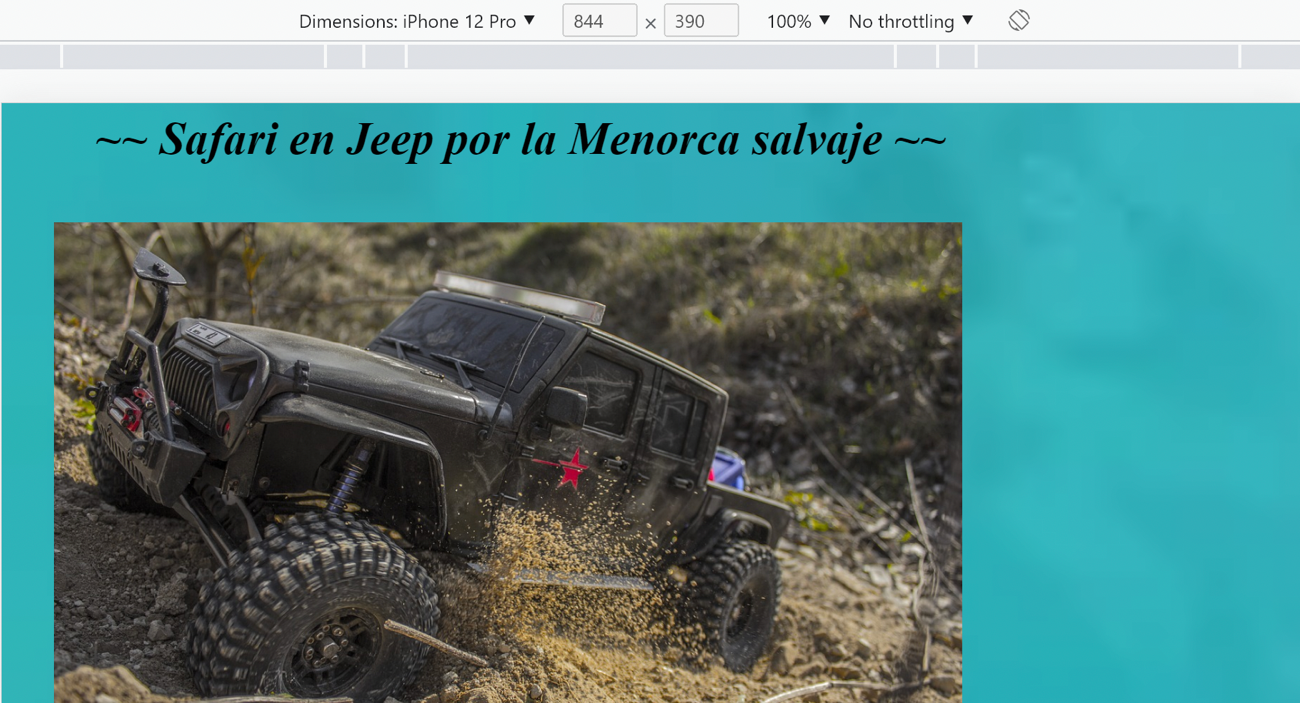 Dimensions: iPhone 12 Pro ▼ 844 × 390 100% ▼ No throttling ▼
~~ Safari en Jeep por la Menorca salvaje ~~